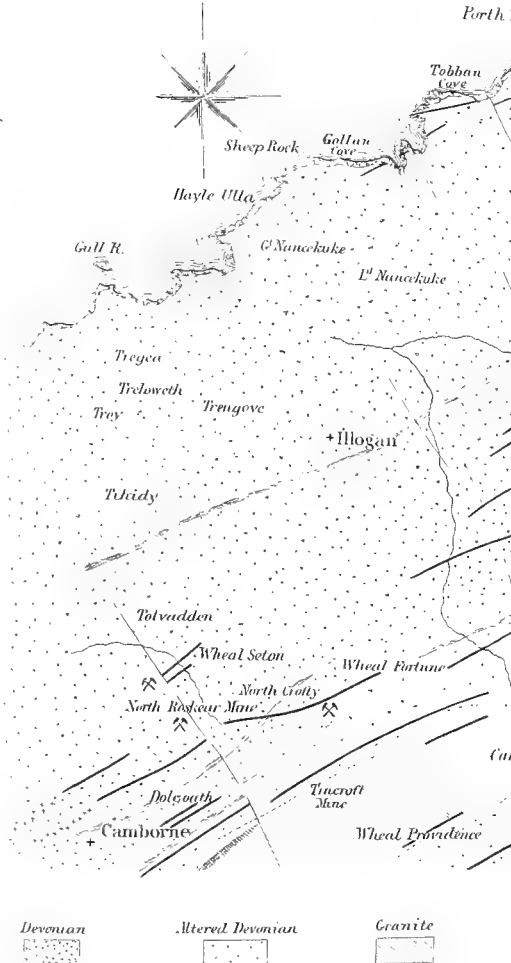 Porth
Tobban
Cove
Gollan
Cove
Sheep Rock
Hayle Ulla
Gull R.
Gt Nancekuke
Ld Nancekuke
Tregea
Treloweth
Trey
Trengove
+Illogan
Tehidy
Tolvadden
Wheal Seton
Wheal Fortune
North Crofty
North Roskear Mine
Dolcoath
Tincroft
Mine
Camborne
Wheal Providence
Devonian
Altered Devonian
Granite